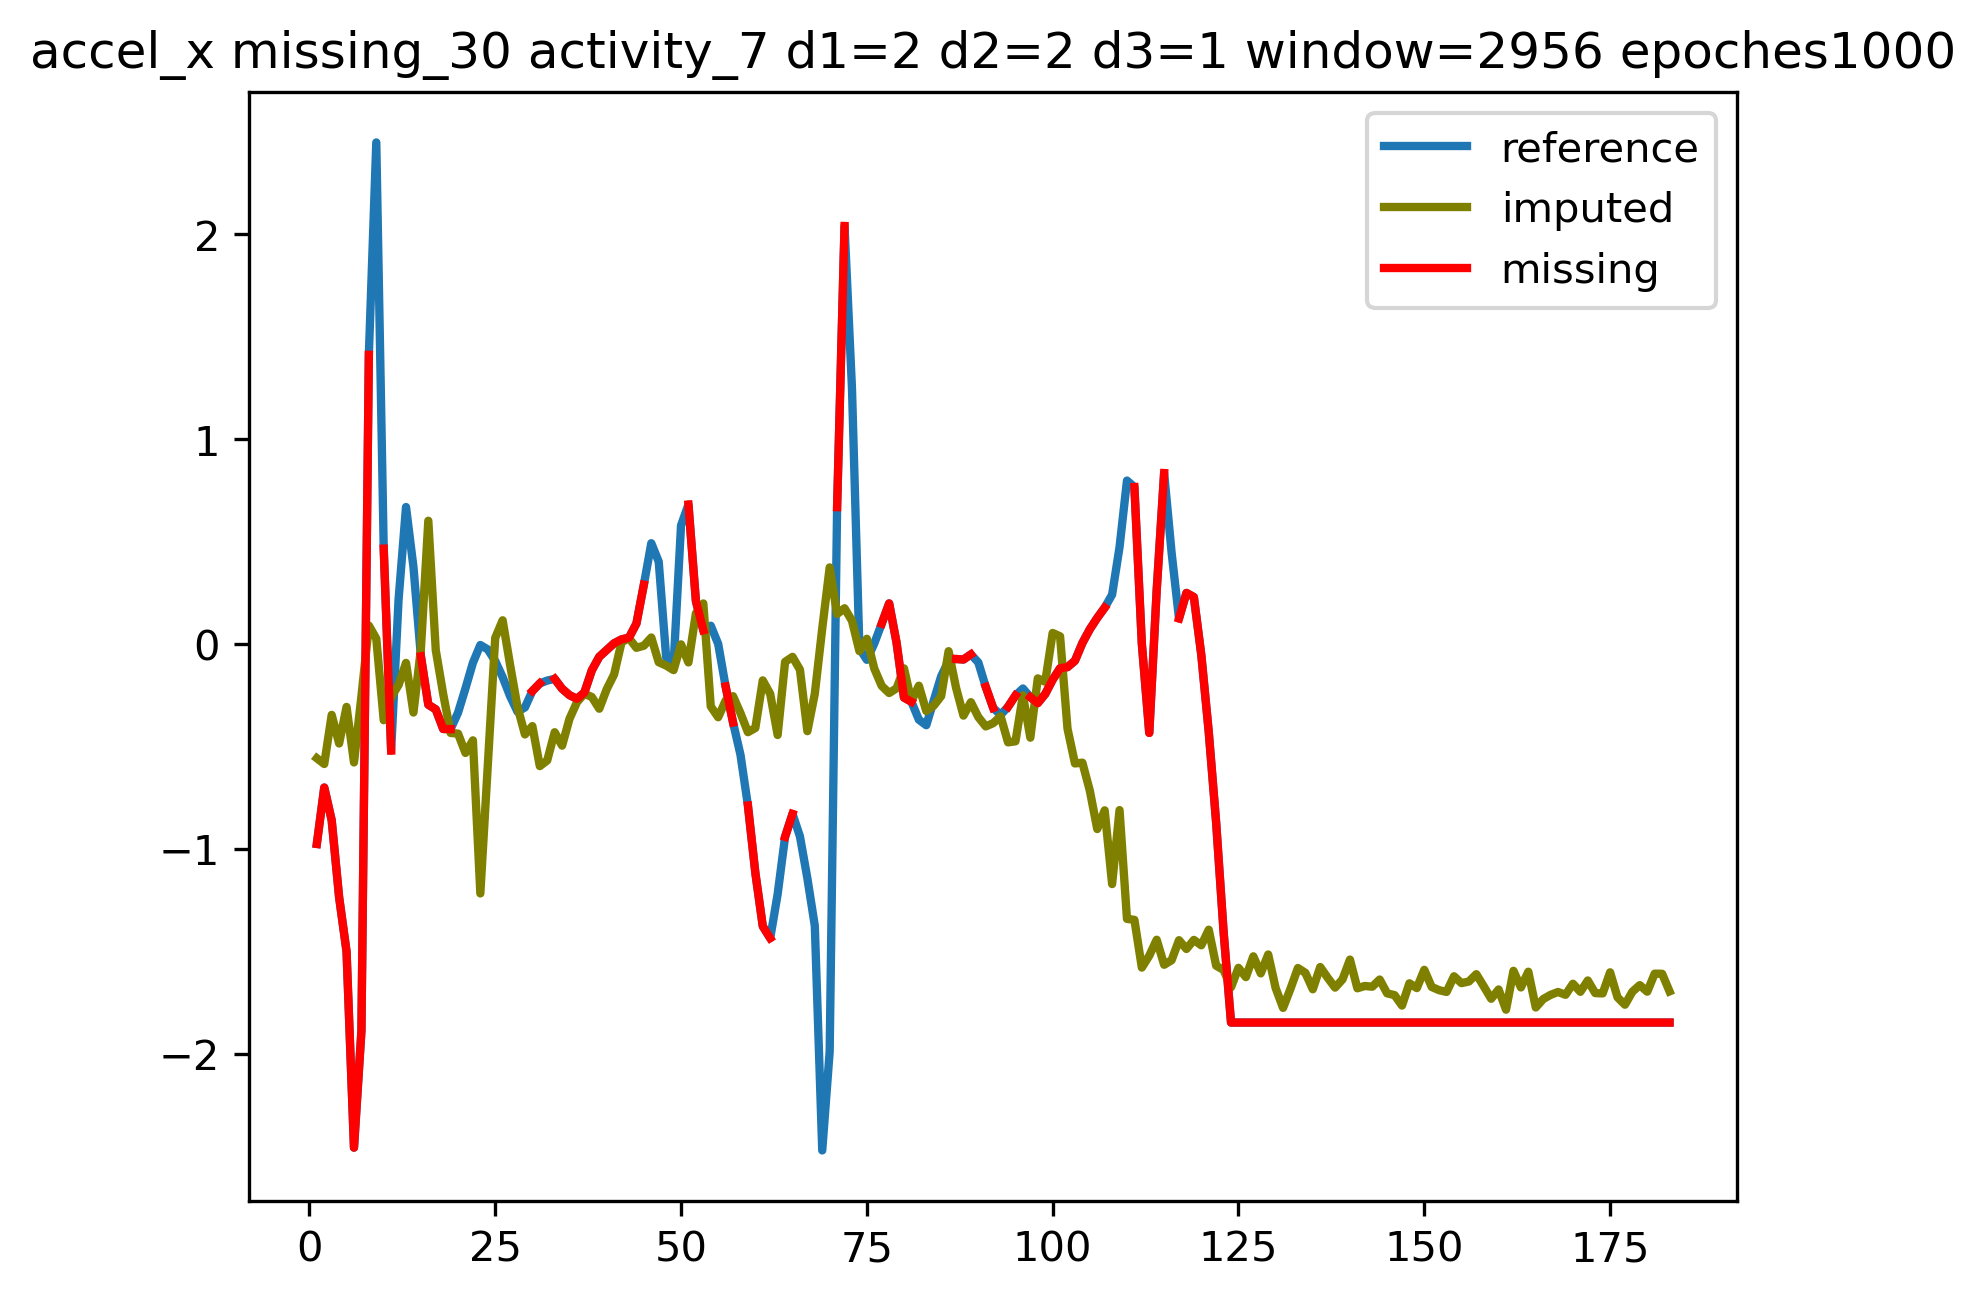 accel_x missing_30 activity_7 d1=2 d2=2 d3=1 window=2956 epoches1000
reference
imputed
missing
2
1
0
−1
−2
0 25 50 75 100 125 150 175